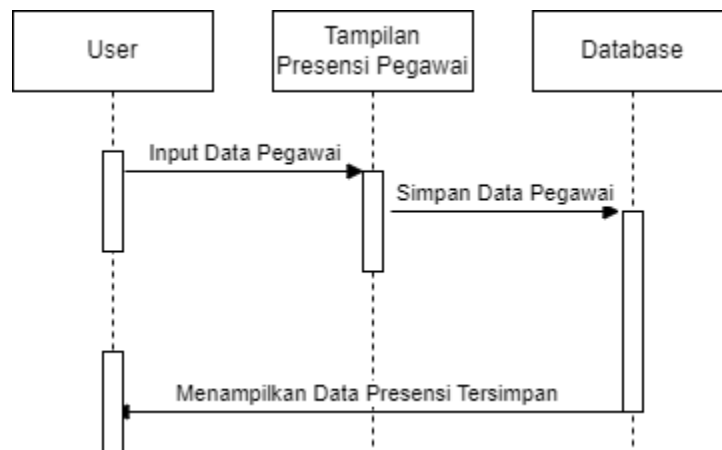 User
Tampilan
Presensi Pegawai
Database
Input Data Pegawai
Simpan Data Pegawai
Menampilkan Data Presensi Tersimpan